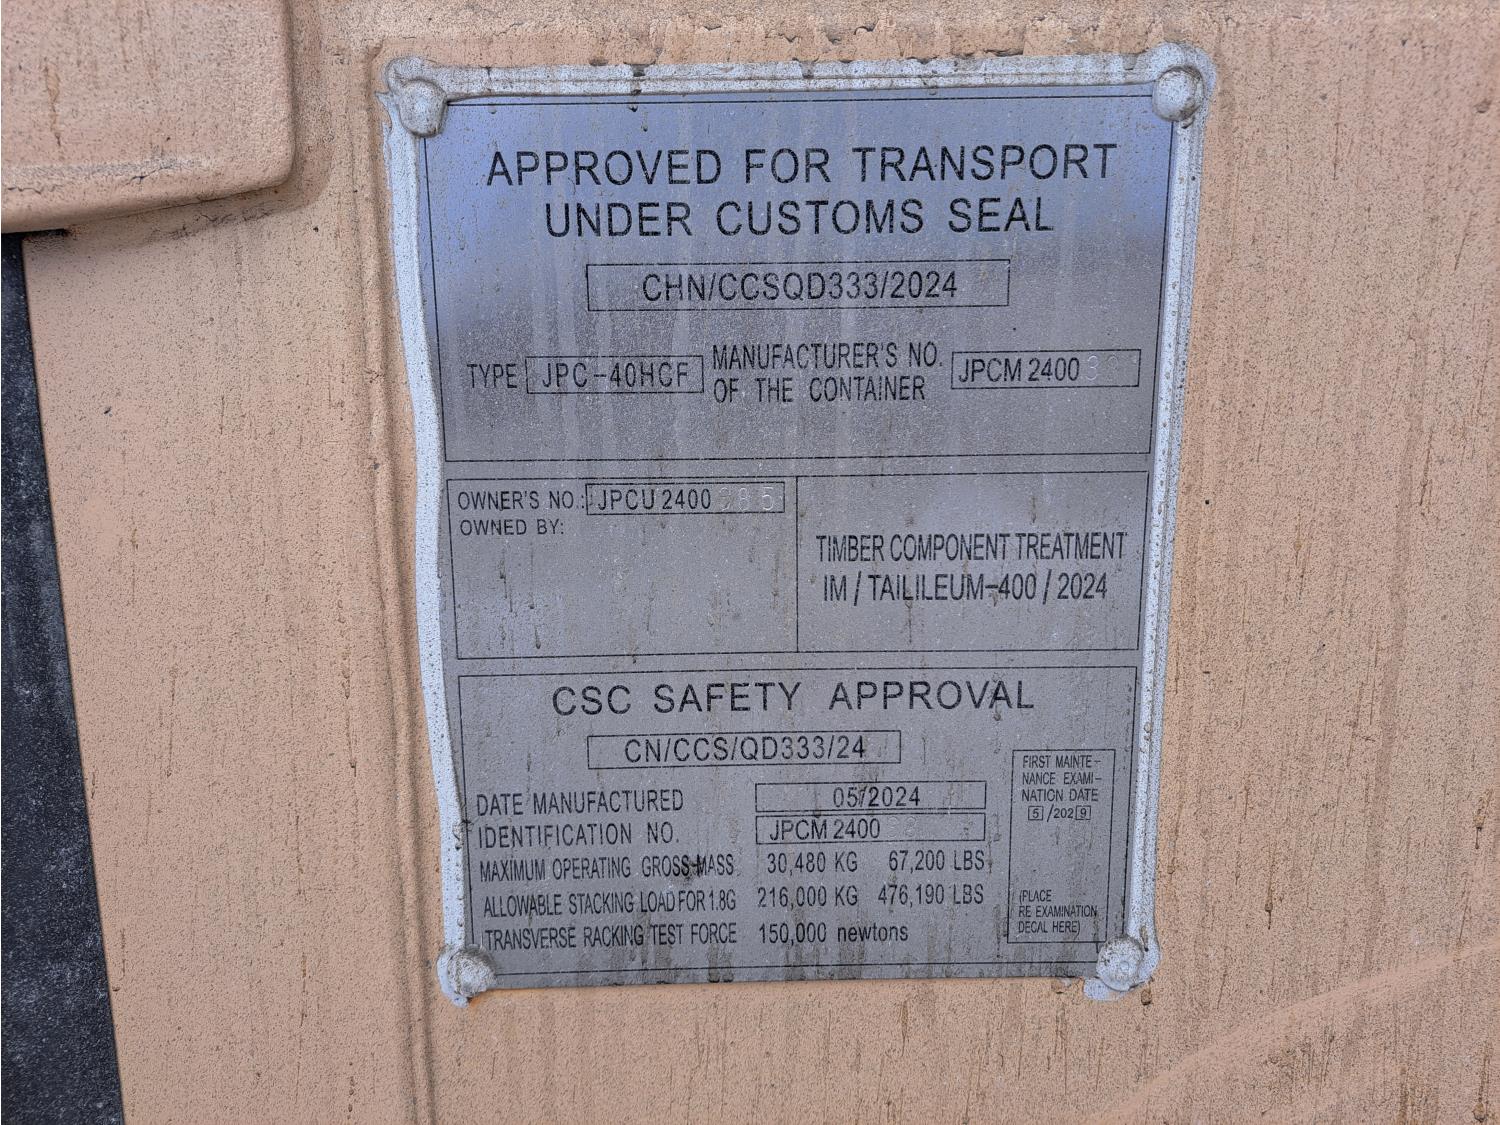 APPROVED FOR TRANSPORT
UNDER CUSTOMS SEAL
CHN/CCSQD333/2024
TYPE JPC-40HCF MANUFACTURER'S NO. OF THE CONTAINER JPCM 2400
OWNER'S NO.: JPCU 2400
OWNED BY:
TIMBER COMPONENT TREATMENT
IM / TAILILEUM-400 / 2024
CSC SAFETY APPROVAL
CN/CCS/QD333/24
DATE MANUFACTURED 05/2024
IDENTIFICATION NO. JPCM 2400
MAXIMUM OPERATING GROSS MASS 30,480 KG 67,200 LBS
ALLOWABLE STACKING LOAD FOR 1.8G 216,000 KG 476,190 LBS
TRANSVERSE RACKING TEST FORCE 150,000 newtons
FIRST MAINTE-
NANCE EXAMI-
NATION DATE
5 /2029
(PLACE
RE EXAMINATION
DECAL HERE)